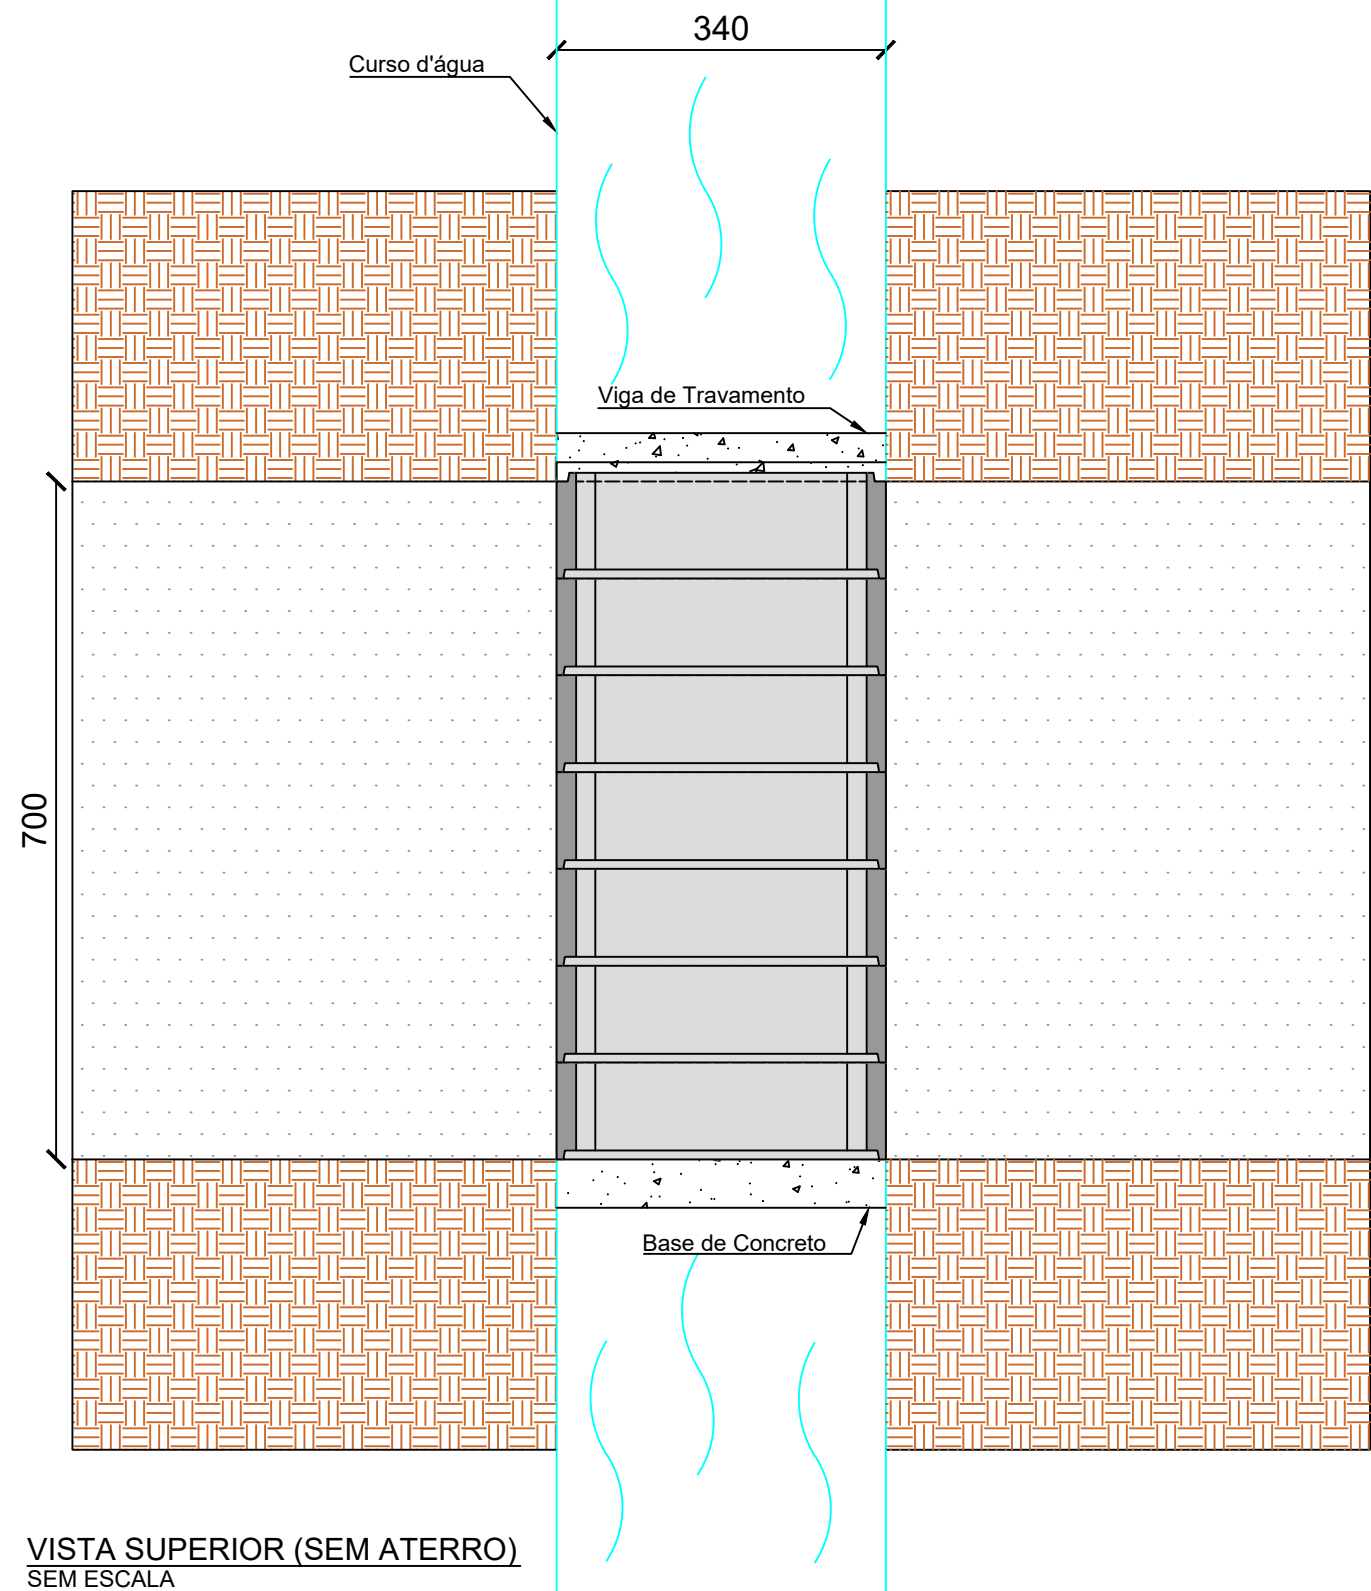 340
Curso d'água
Viga de Travamento
700
Base de Concreto
VISTA SUPERIOR (SEM ATERRO)
SEM ESCALA